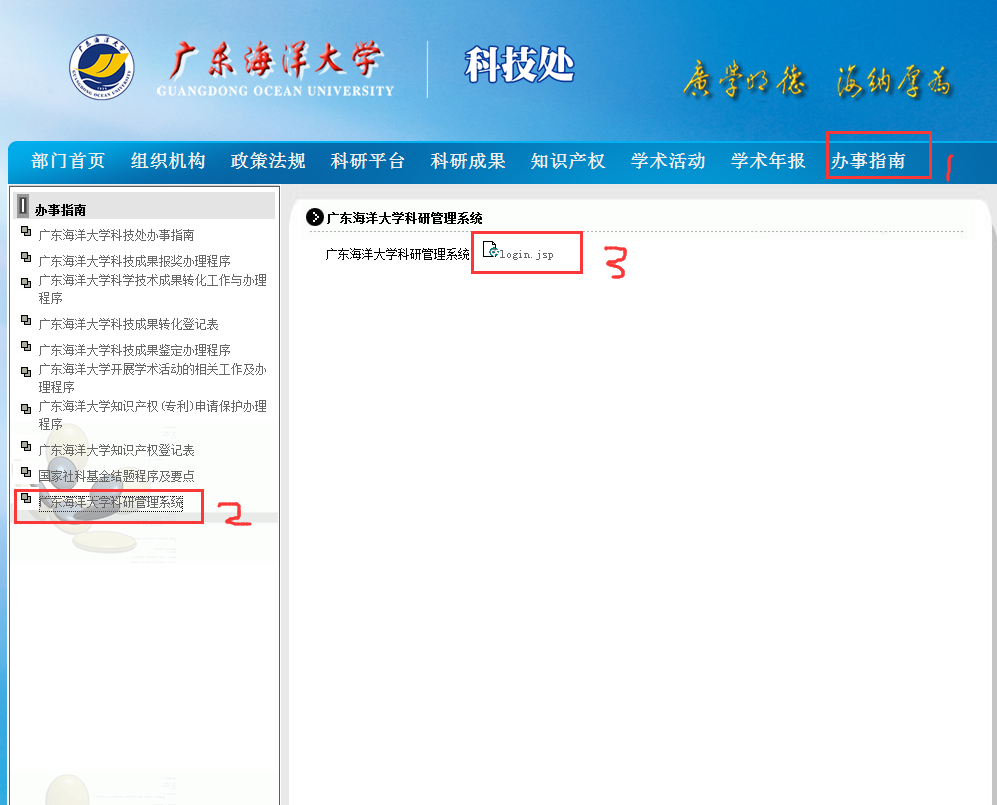 广东海洋大学
GUANGDONG OCEAN UNIVERSITY
科技处
廣学明德 海纳厚为
部门首页 组织机构 政策法规 科研平台 科研成果 知识产权 学术活动 学术年报 办事指南
1
办事指南
广东海洋大学科技处办事指南
广东海洋大学科技成果报奖办理程序
广东海洋大学科学技术成果转化工作与办理
程序
广东海洋大学科技成果转化登记表
广东海洋大学科技成果鉴定办理程序
广东海洋大学开展学术活动的相关工作及办
理程序
广东海洋大学知识产权(专利)申请保护办理
程序
广东海洋大学知识产权登记表
国家社科基金结题程序及要点
广东海洋大学科研管理系统
2
广东海洋大学科研管理系统
广东海洋大学科研管理系统 login.jsp
3